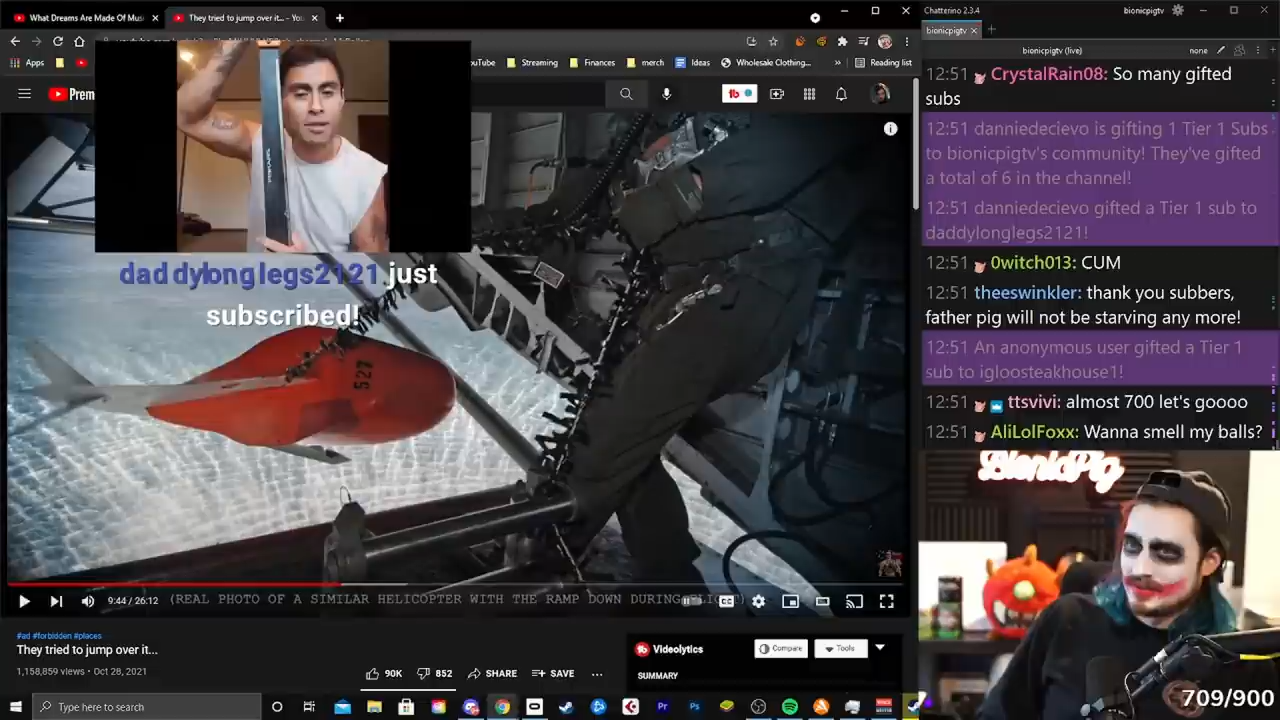 What Dreams Are Made Of Mus
They tried to jump over it... - You
Chatterino 2.3.4
bionicpigtv
bionicpigtv
bionicpigtv (live)
none
Apps
YouTube
Streaming
Finances
merch
Ideas
Wholesale Clothing...
Reading list
Prem
12:51 CrystalRain08: So many gifted
subs
12:51 danniedecievo is gifting 1 Tier 1 Subs
to bionicpigtv's community! They've gifted
a total of 6 in the channel!
12:51 danniedecievo gifted a Tier 1 sub to
daddylonglegs2121!
12:51 0witch013: CUM
12:51 theeswinkler: thank you subbers,
father pig will not be starving any more!
12:51 An anonymous user gifted a Tier 1
sub to igloosteakhouse1!
12:51 ttsvivi: almost 700 let's goooo
12:51 AliLolFoxx: Wanna smell my balls?
daddylonglegs2121 just
subscribed!
527
BionicPig
9:44 / 26:12
(REAL PHOTO OF A SIMILAR HELICOPTER WITH THE RAMP DOWN DURING FLIGHT)
#ad #forbidden #places
They tried to jump over it...
1,158,859 views • Oct 28, 2021
90K
852
SHARE
SAVE
Videolytics
Compare
Tools
SUMMARY
Type here to search
709/900